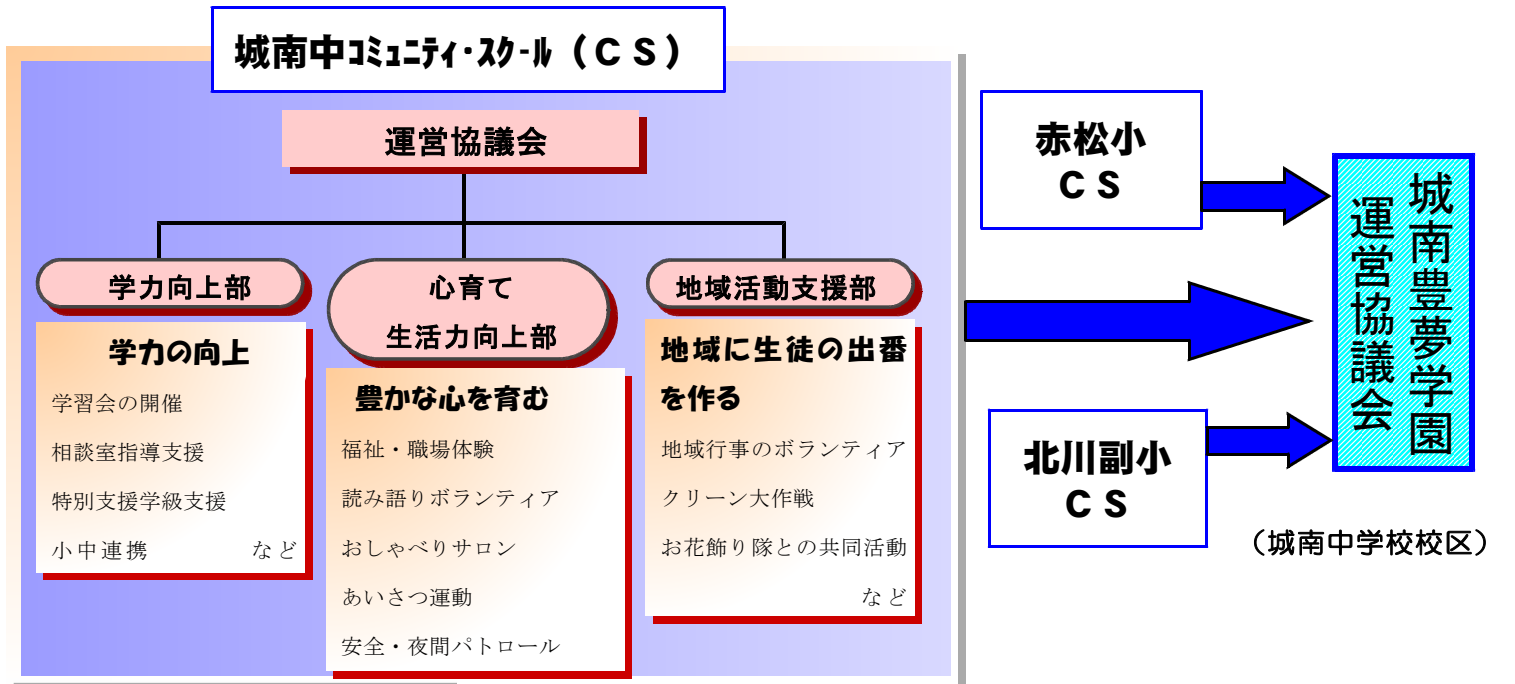 城南中ｺﾐｭﾆﾃｨ･ｽｸｰﾙ（ＣＳ）
運営協議会
学力向上部
学力の向上
学習会の開催
相談室指導支援
特別支援学級支援
小中連携　　　　など
心育て
生活力向上部
豊かな心を育む
福祉・職場体験
読み語りボランティア
おしゃべりサロン
あいさつ運動
安全・夜間パトロール
地域活動支援部
地域に生徒の出番
を作る
地域行事のボランティア
クリーン大作戦
お花飾り隊との共同活動
など
赤松小
ＣＳ
北川副小
ＣＳ
城南豊夢学園
運営協議会
（城南中学校校区）